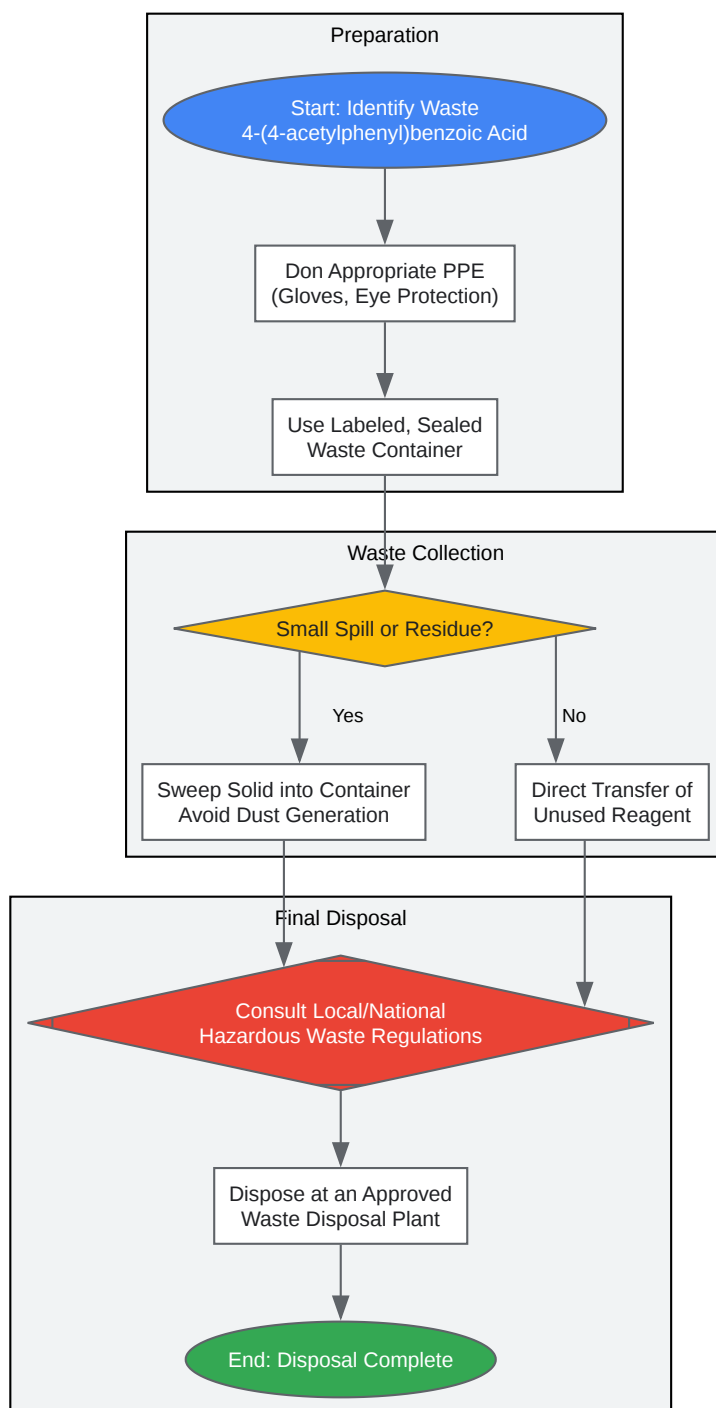 Preparation
Start: Identify Waste
4-(4-acetylphenyl)benzoic Acid
Don Appropriate PPE
(Gloves, Eye Protection)
Use Labeled, Sealed
Waste Container
Waste Collection
Small Spill or Residue?
Yes
No
Sweep Solid into Container
Avoid Dust Generation
Direct Transfer of
Unused Reagent
Final Disposal
Consult Local/National
Hazardous Waste Regulations
Dispose at an Approved
Waste Disposal Plant
End: Disposal Complete